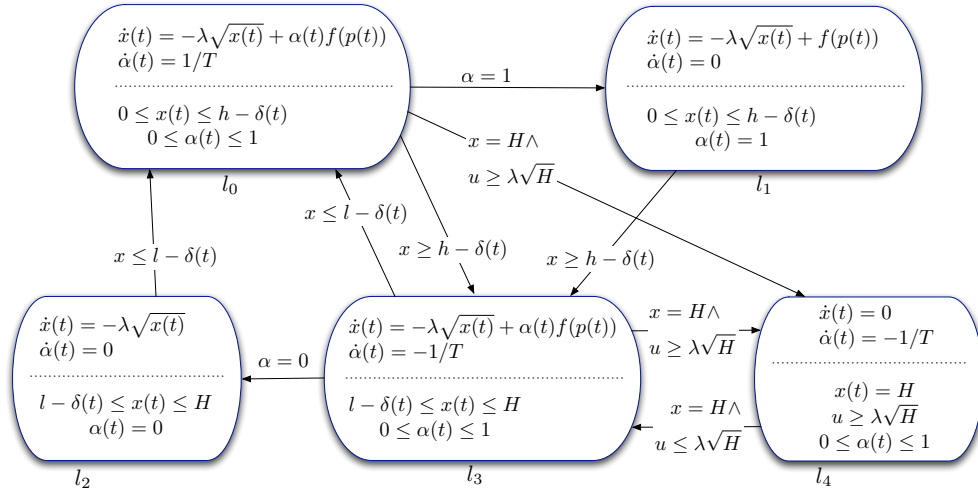 ẋ(t) = −λ√x(t) + α(t)f(p(t))
α̇(t) = 1/T
0 ≤ x(t) ≤ h − δ(t)
0 ≤ α(t) ≤ 1
l₀
α = 1
ẋ(t) = −λ√x(t) + f(p(t))
α̇(t) = 0
0 ≤ x(t) ≤ h − δ(t)
α(t) = 1
l₁
x = H∧
u ≥ λ√H
x ≤ l − δ(t)
x ≤ l − δ(t)
x ≥ h − δ(t)
x ≥ h − δ(t)
ẋ(t) = −λ√x(t)
α̇(t) = 0
l − δ(t) ≤ x(t) ≤ H
α(t) = 0
l₂
α = 0
ẋ(t) = −λ√x(t) + α(t)f(p(t))
α̇(t) = −1/T
l − δ(t) ≤ x(t) ≤ H
0 ≤ α(t) ≤ 1
l₃
x = H∧
u ≥ λ√H
x = H∧
u ≤ λ√H
ẋ(t) = 0
α̇(t) = −1/T
x(t) = H
u ≥ λ√H
0 ≤ α(t) ≤ 1
l₄